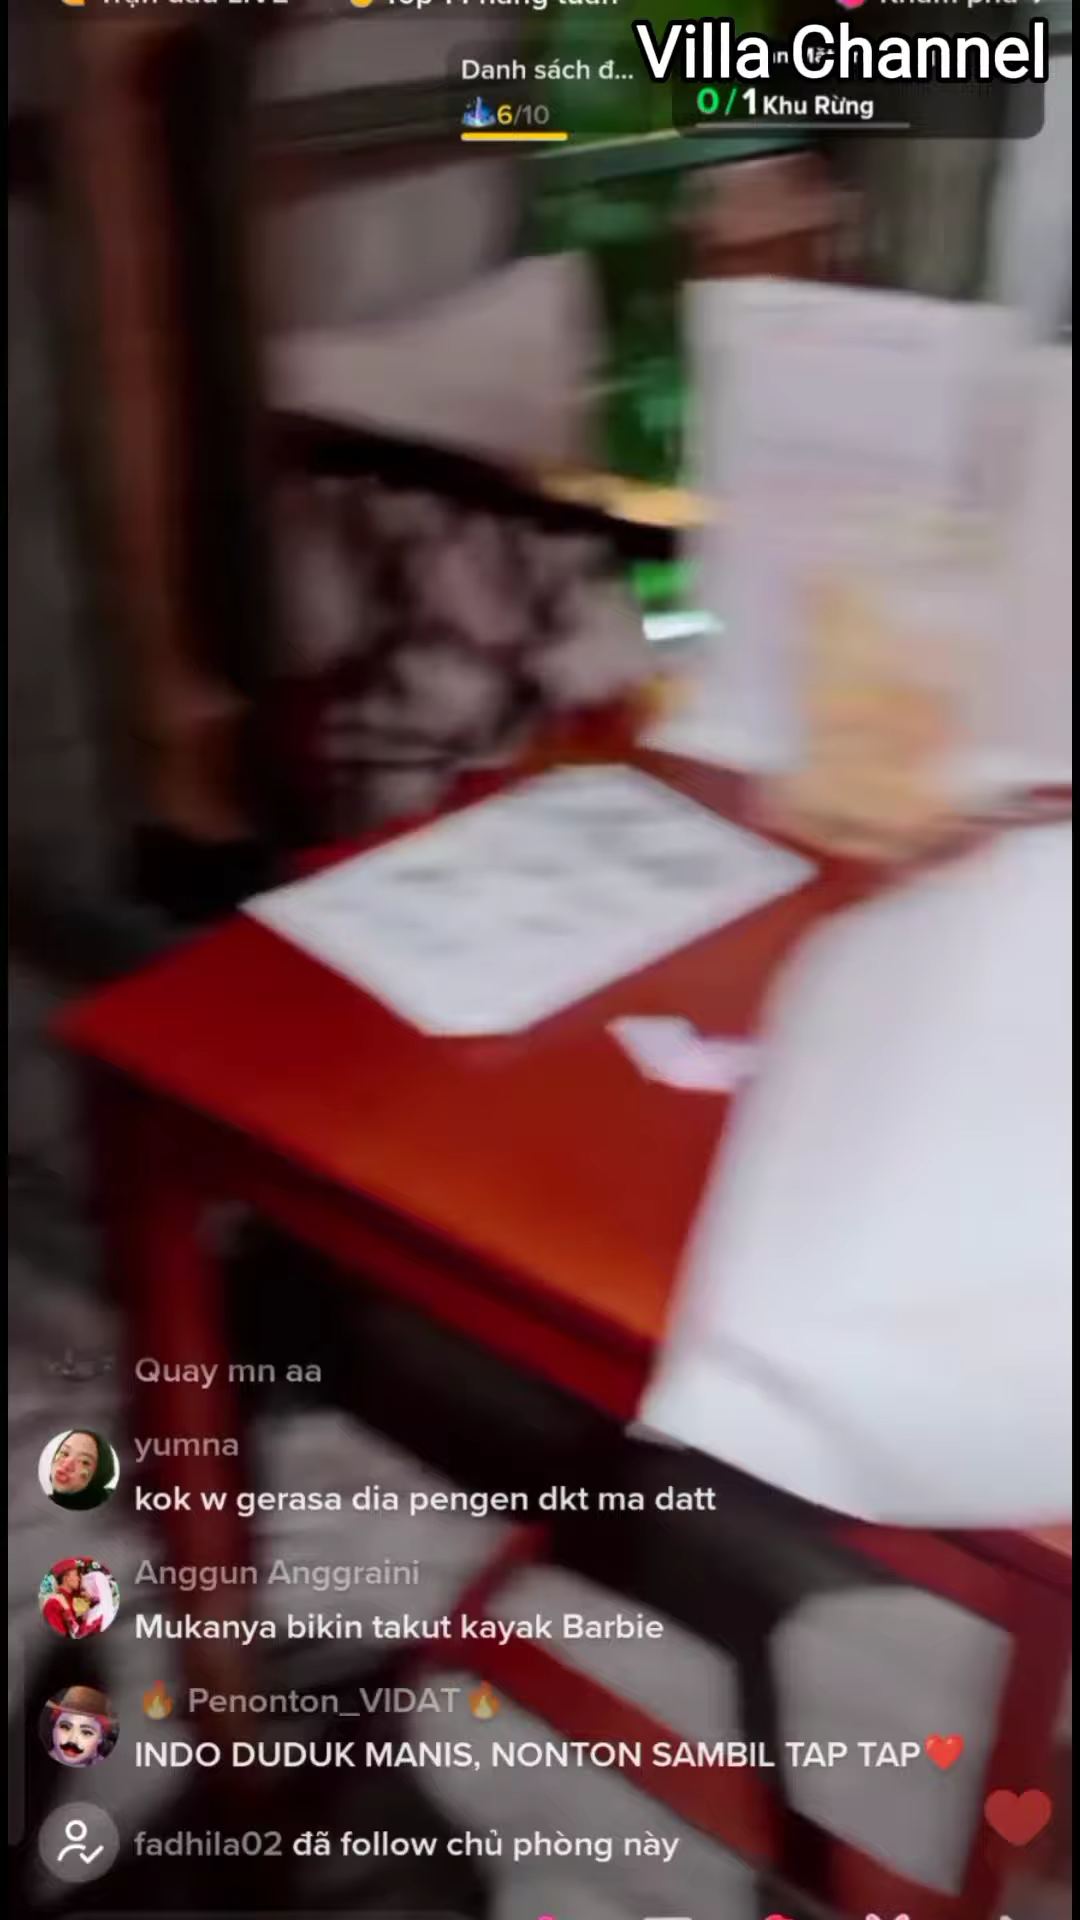 Villa Channel
Danh sách đ...
6/10
0/1 Khu Rừng
Quay mn aa
yumna
kok w gerasa dia pengen dkt ma datt
Anggun Anggraini
Mukanya bikin takut kayak Barbie
🔥 Penonton_VIDAT🔥
INDO DUDUK MANIS, NONTON SAMBIL TAP TAP❤️
fadhila02 đã follow chủ phòng này